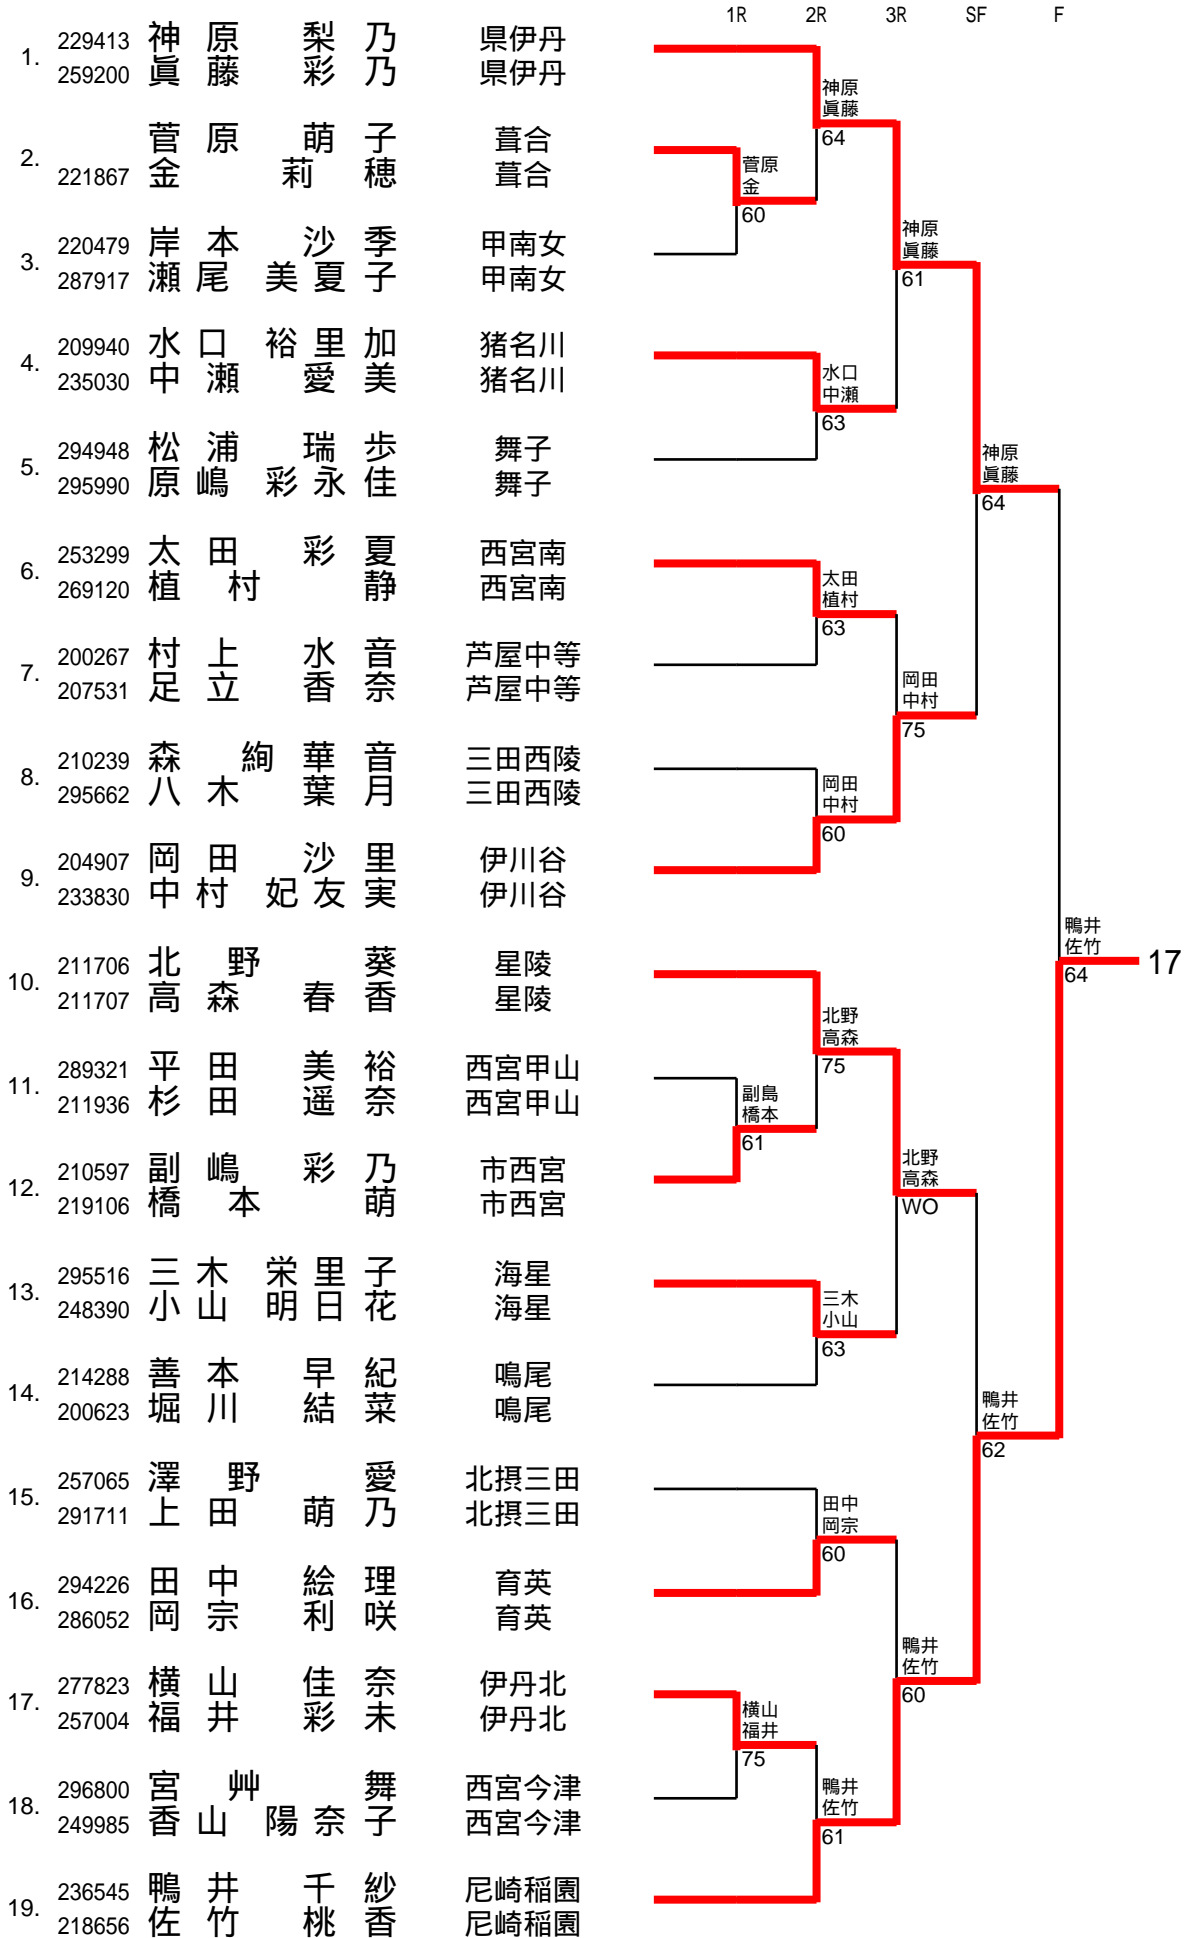 1R 2R 3R SF F
1. 229413 神原 梨乃 県伊丹
259200 眞藤 彩乃 県伊丹
2. 菅原 萌子 葺合
221867 金 莉穂 葺合
3. 220479 岸本 沙季 甲南女
287917 瀬尾 美夏子 甲南女
4. 209940 水口 裕里加 猪名川
235030 中瀬 愛美 猪名川
5. 294948 松浦 瑞歩 舞子
295990 原嶋 彩永佳 舞子
6. 253299 太田 彩夏 西宮南
269120 植村 静 西宮南
7. 200267 村上 水音 芦屋中等
207531 足立 香奈 芦屋中等
8. 210239 森 絢華音 三田西陵
295662 八木 葉月 三田西陵
9. 204907 岡田 沙里 伊川谷
233830 中村 妃友実 伊川谷
10. 211706 北野 葵 星陵
211707 高森 春香 星陵
11. 289321 平田 美裕 西宮甲山
211936 杉田 遥奈 西宮甲山
12. 210597 副嶋 彩乃 市西宮
219106 橋本 萌 市西宮
13. 295516 三木 栄里子 海星
248390 小山 明日花 海星
14. 214288 善本 早紀 鳴尾
200623 堀川 結菜 鳴尾
15. 257065 澤野 愛 北摂三田
291711 上田 萌乃 北摂三田
16. 294226 田中 絵理 育英
286052 岡宗 利咲 育英
17. 277823 横山 佳奈 伊丹北
257004 福井 彩未 伊丹北
18. 296800 宮艸 舞 西宮今津
249985 香山 陽奈子 西宮今津
19. 236545 鴨井 千紗 尼崎稲園
218656 佐竹 桃香 尼崎稲園
菅原
金
60
副島
橋本
61
横山
福井
75
神原
眞藤
64
水口
中瀬
63
太田
植村
63
岡田
中村
60
北野
高森
75
三木
小山
63
田中
岡宗
60
鴨井
佐竹
61
神原
眞藤
61
岡田
中村
75
北野
高森
WO
鴨井
佐竹
60
神原
眞藤
64
鴨井
佐竹
62
鴨井
佐竹
64
17